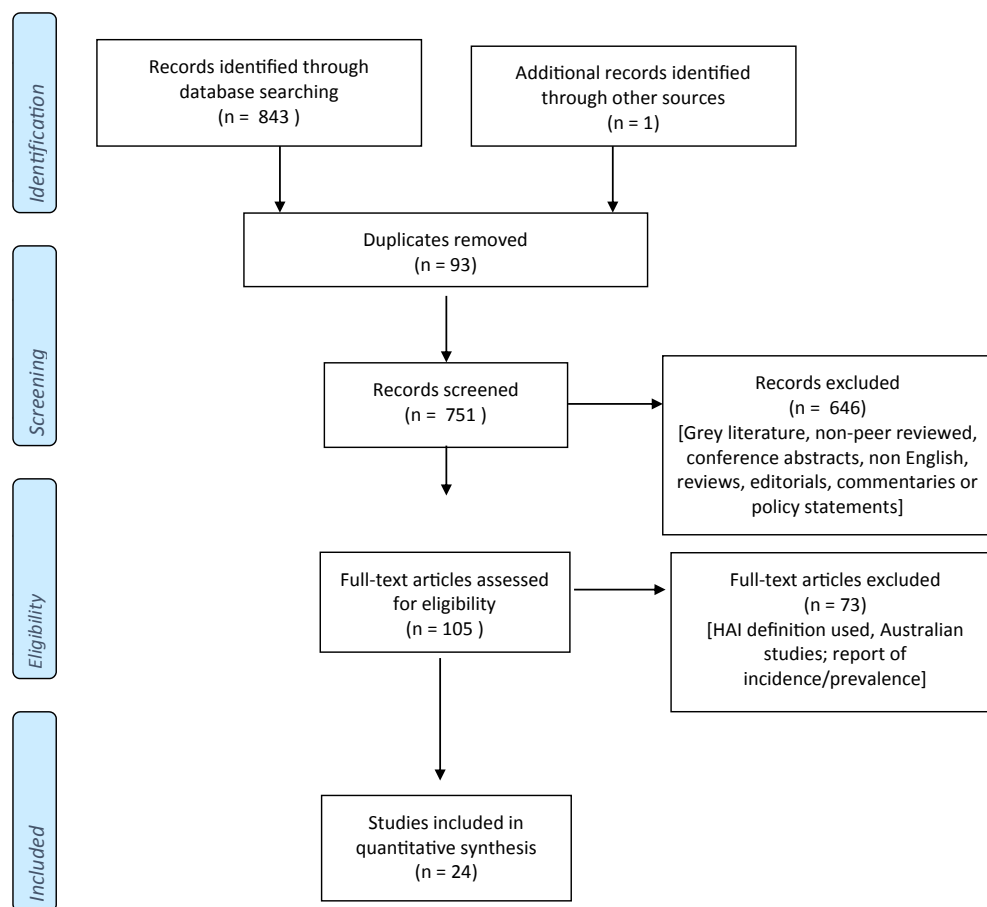 Identification
Records identified through
database searching
(n = 843 )
Additional records identified
through other sources
(n = 1)
Duplicates removed
(n = 93)
Screening
Records screened
(n = 751 )
Records excluded
(n = 646)
[Grey literature, non-peer reviewed,
conference abstracts, non English,
reviews, editorials, commentaries or
policy statements]
Eligibility
Full-text articles assessed
for eligibility
(n = 105 )
Full-text articles excluded
(n = 73)
[HAI definition used, Australian
studies; report of
incidence/prevalence]
Included
Studies included in
quantitative synthesis
(n = 24)